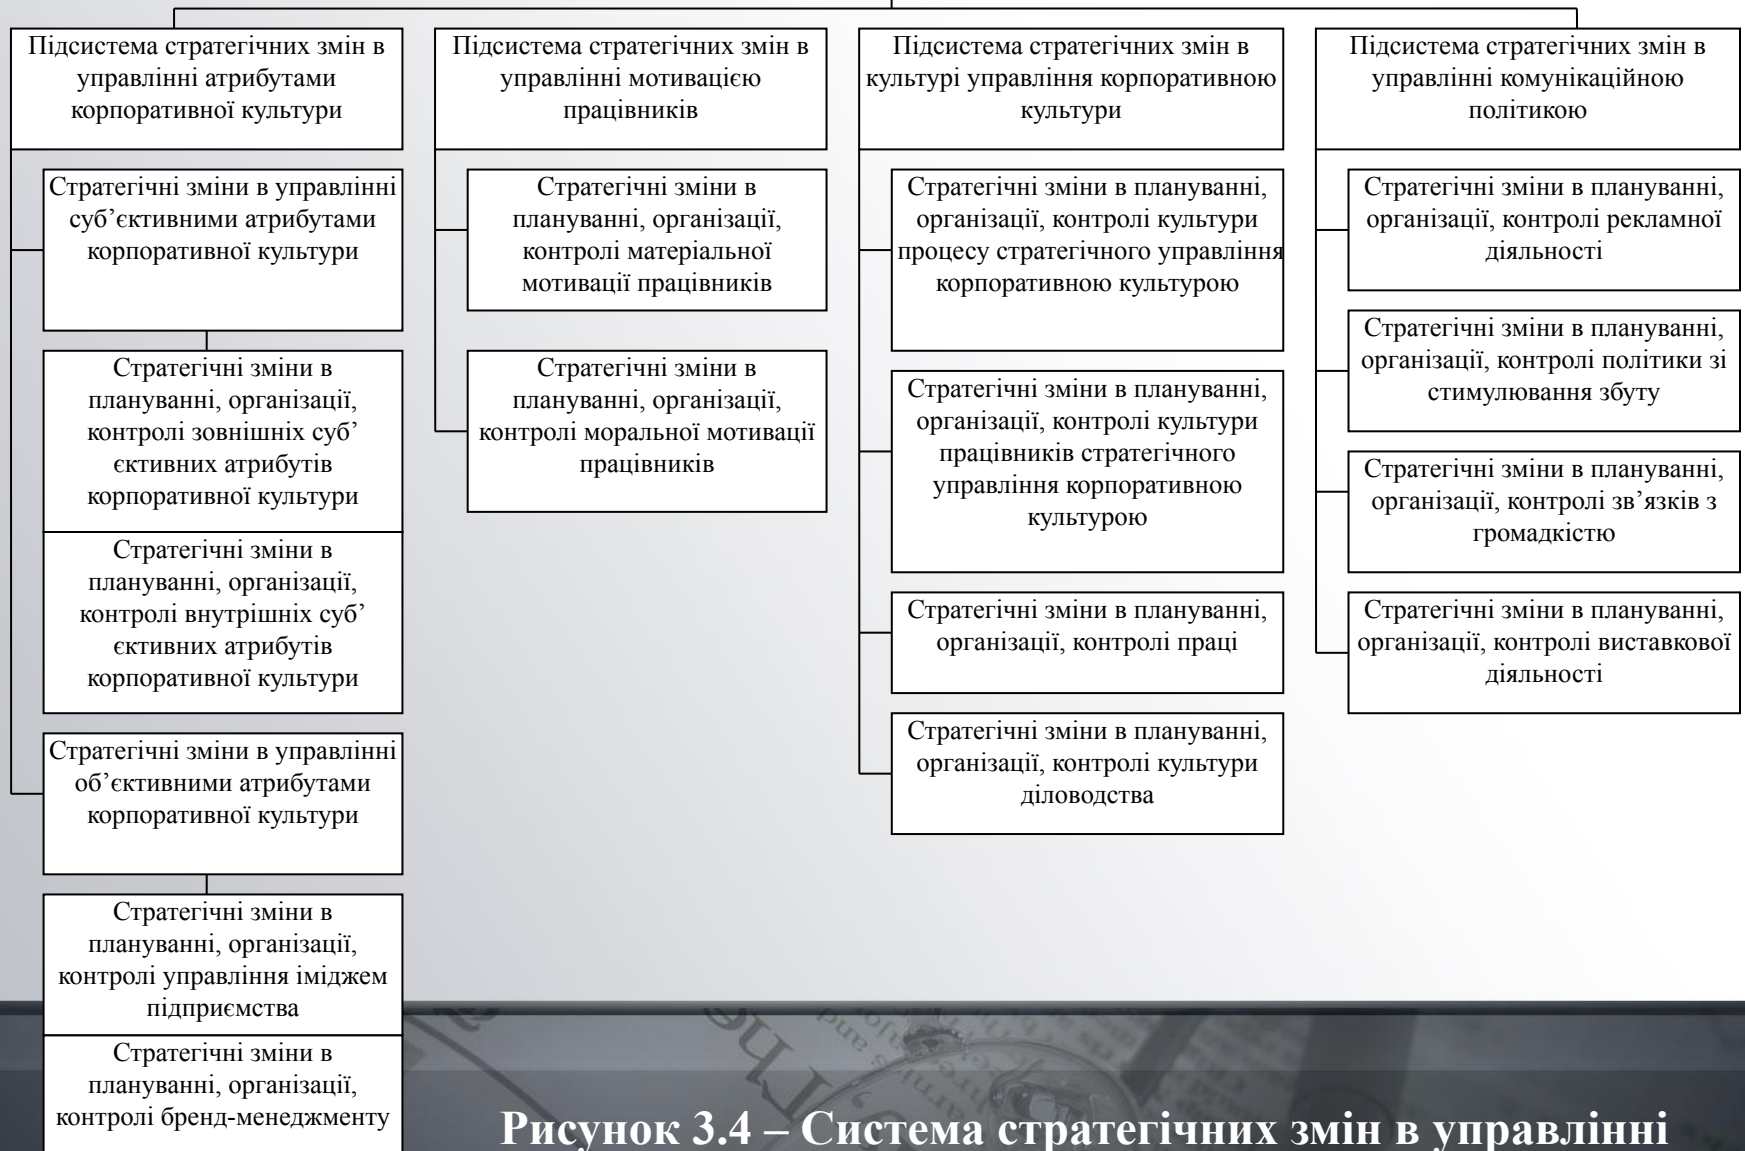 Підсистема стратегічних змін в
управлінні атрибутами
корпоративної культури
Стратегічні зміни в управлінні
суб’єктивними атрибутами
корпоративної культури
Стратегічні зміни в
плануванні, організації,
контролі зовнішніх суб’
єктивних атрибутів
корпоративної культури
Стратегічні зміни в
плануванні, організації,
контролі внутрішніх суб’
єктивних атрибутів
корпоративної культури
Стратегічні зміни в управлінні
об’єктивними атрибутами
корпоративної культури
Стратегічні зміни в
плануванні, організації,
контролі управління іміджем
підприємства
Стратегічні зміни в
плануванні, організації,
контролі бренд-менеджменту
Підсистема стратегічних змін в
управлінні мотивацією
працівників
Стратегічні зміни в
плануванні, організації,
контролі матеріальної
мотивації працівників
Стратегічні зміни в
плануванні, організації,
контролі моральної мотивації
працівників
Підсистема стратегічних змін в
культурі управління корпоративною
культури
Стратегічні зміни в плануванні,
організації, контролі культури
процесу стратегічного управління
корпоративною культурою
Стратегічні зміни в плануванні,
організації, контролі культури
працівників стратегічного
управління корпоративною
культурою
Стратегічні зміни в плануванні,
організації, контролі праці
Стратегічні зміни в плануванні,
організації, контролі культури
діловодства
Підсистема стратегічних змін в
управлінні комунікаційною
політикою
Стратегічні зміни в плануванні,
організації, контролі рекламної
діяльності
Стратегічні зміни в плануванні,
організації, контролі політики зі
стимулювання збуту
Стратегічні зміни в плануванні,
організації, контролі зв’язків з
громадкістю
Стратегічні зміни в плануванні,
організації, контролі виставкової
діяльності
Рисунок 3.4 – Система стратегічних змін в управлінні